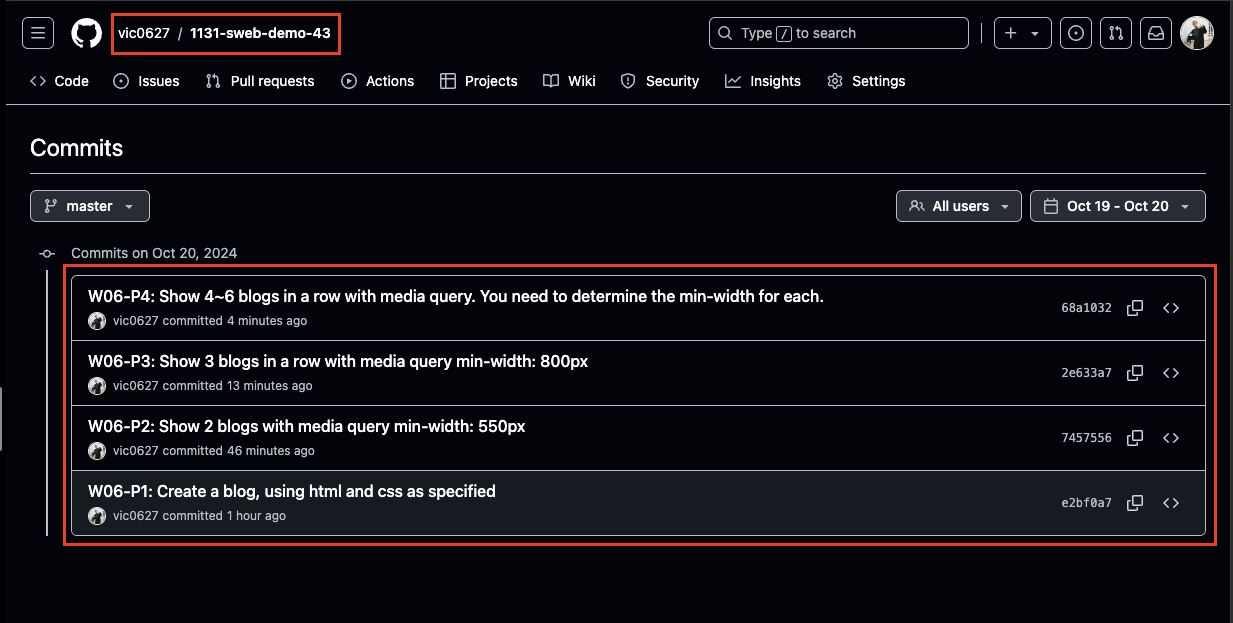 vic0627 / 1131-sweb-demo-43
Type / to search
Code Issues Pull requests Actions Projects Wiki Security Insights Settings
Commits
master
All users Oct 19 - Oct 20
Commits on Oct 20, 2024
W06-P4: Show 4~6 blogs in a row with media query. You need to determine the min-width for each.
vic0627 committed 4 minutes ago
68a1032
W06-P3: Show 3 blogs in a row with media query min-width: 800px
vic0627 committed 13 minutes ago
2e633a7
W06-P2: Show 2 blogs with media query min-width: 550px
vic0627 committed 46 minutes ago
7457556
W06-P1: Create a blog, using html and css as specified
vic0627 committed 1 hour ago
e2bf0a7